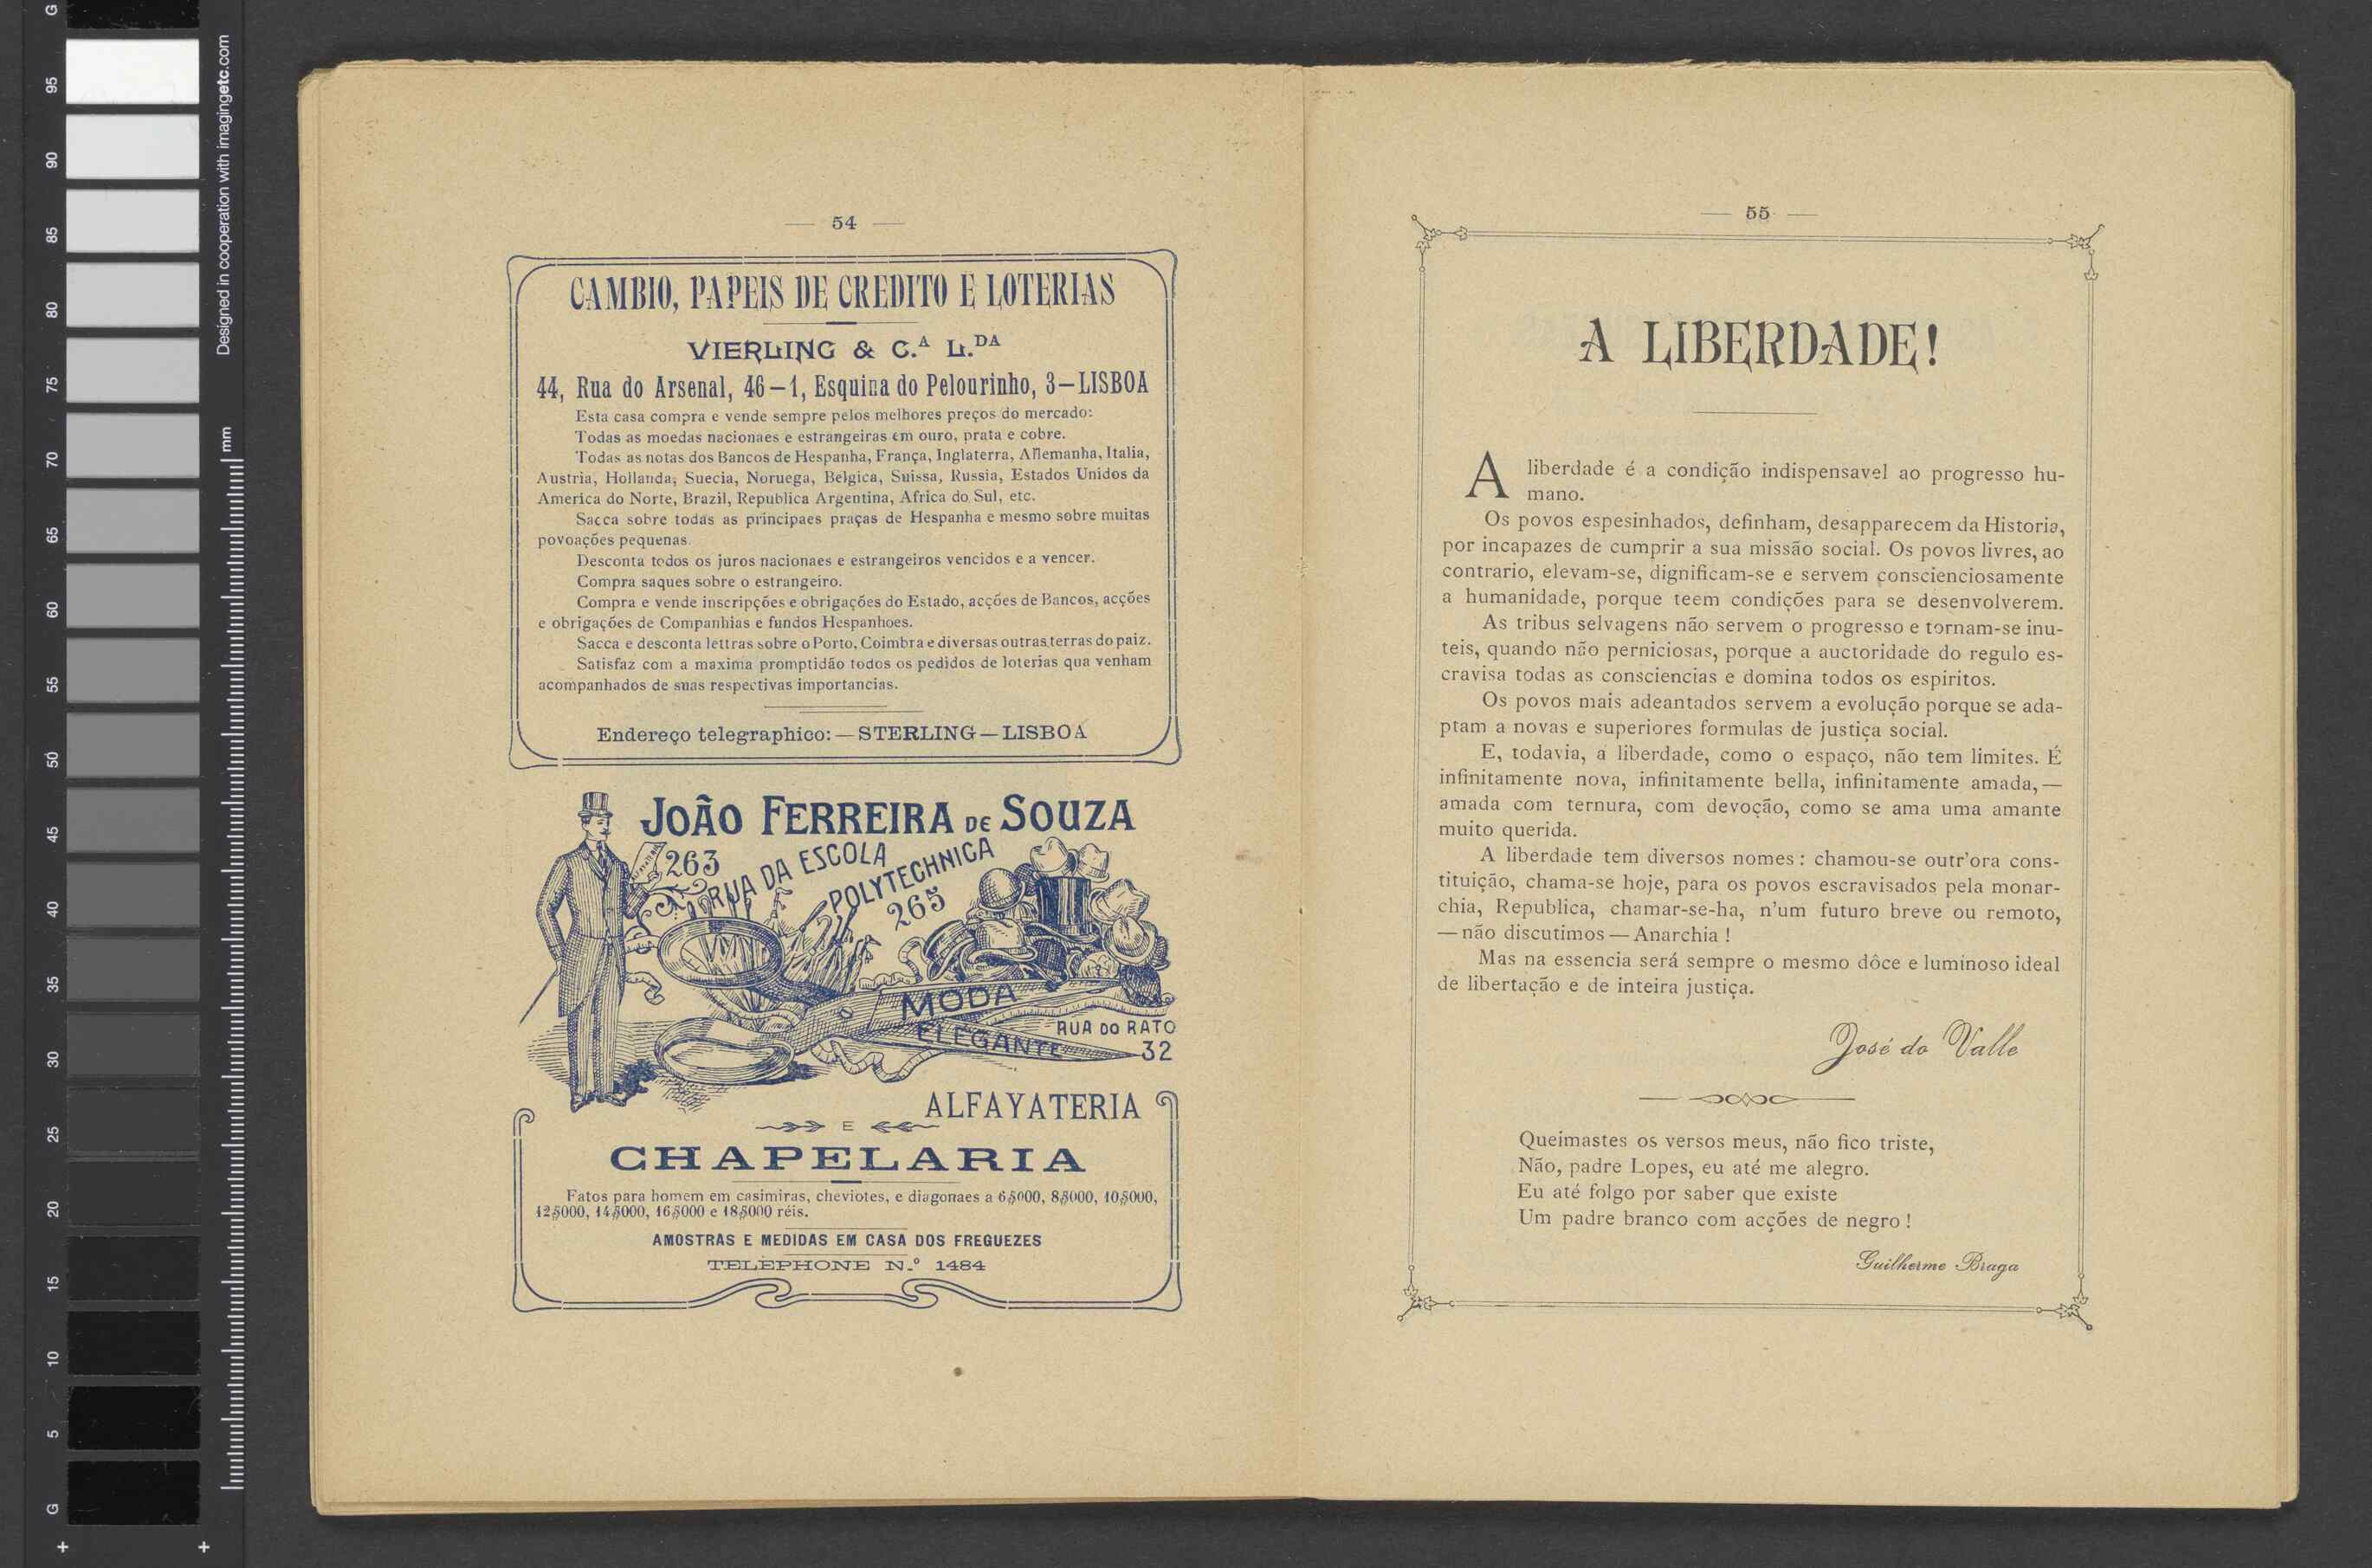 — 54 —
CAMBIO, PAPEIS DE CREDITO E LOTERIAS
VIERLING & C.A L.DA
44, Rua do Arsenal, 46—1, Esquina do Pelourinho, 3—LISBOA
Esta casa compra e vende sempre pelos melhores preços do mercado:
Todas as moedas nacionaes e estrangeiras em ouro, prata e cobre.
Todas as notas dos Bancos de Hespanha, França, Inglaterra, Allemanha, Italia,
Austria, Hollanda, Suecia, Noruega, Belgica, Suissa, Russia, Estados Unidos da
America do Norte, Brazil, Republica Argentina, Africa do Sul, etc.
Sacca sobre todas as principaes praças de Hespanha e mesmo sobre muitas
povoações pequenas.
Desconta todos os juros nacionaes e estrangeiros vencidos e a vencer.
Compra saques sobre o estrangeiro.
Compra e vende inscripções e obrigações do Estado, acções de Bancos, acções
e obrigações de Companhias e fundos Hespanhoes.
Sacca e desconta lettras sobre o Porto, Coimbra e diversas outras terras do paiz.
Satisfaz com a maxima promptidão todos os pedidos de loterias qua venham
acompanhados de suas respectivas importancias.
Endereço telegraphico:—STERLING—LISBOA
JOÃO FERREIRA DE SOUZA
263
RUA DA ESCOLA
POLYTECHNICA
265
MODA
ELEGANTE
RUA DO RATO
32
ALFAYATERIA
E
CHAPELARIA
Fatos para homem em casimiras, cheviotes, e diagonaes a 6$000, 8$000, 10$000,
12$000, 14$000, 16$000 e 18$000 réis.
AMOSTRAS E MEDIDAS EM CASA DOS FREGUEZES
TELEPHONE N.º 1484
— 55 —
A LIBERDADE!
A liberdade é a condição indispensavel ao progresso hu-
mano.
Os povos espesinhados, definham, desapparecem da Historia,
por incapazes de cumprir a sua missão social. Os povos livres, ao
contrario, elevam-se, dignificam-se e servem conscienciosamente
a humanidade, porque teem condições para se desenvolverem.
As tribus selvagens não servem o progresso e tornam-se inu-
teis, quando não perniciosas, porque a auctoridade do regulo es-
cravisa todas as consciencias e domina todos os espiritos.
Os povos mais adeantados servem a evolução porque se ada-
ptam a novas e superiores formulas de justiça social.
E, todavia, a liberdade, como o espaço, não tem limites. É
infinitamente nova, infinitamente bella, infinitamente amada,—
amada com ternura, com devoção, como se ama uma amante
muito querida.
A liberdade tem diversos nomes: chamou-se outr'ora cons-
tituição, chama-se hoje, para os povos escravisados pela monar-
chia, Republica, chamar-se-ha, n'um futuro breve ou remoto,
—não discutimos—Anarchia!
Mas na essencia será sempre o mesmo dôce e luminoso ideal
de libertação e de inteira justiça.
José do Valle
Queimastes os versos meus, não fico triste,
Não, padre Lopes, eu até me alegro.
Eu até folgo por saber que existe
Um padre branco com acções de negro!
Guilherme Braga
Designed in cooperation with imagingetc.com
mm
G
95
90
85
80
75
70
65
60
55
50
45
40
35
30
25
20
15
10
5
G